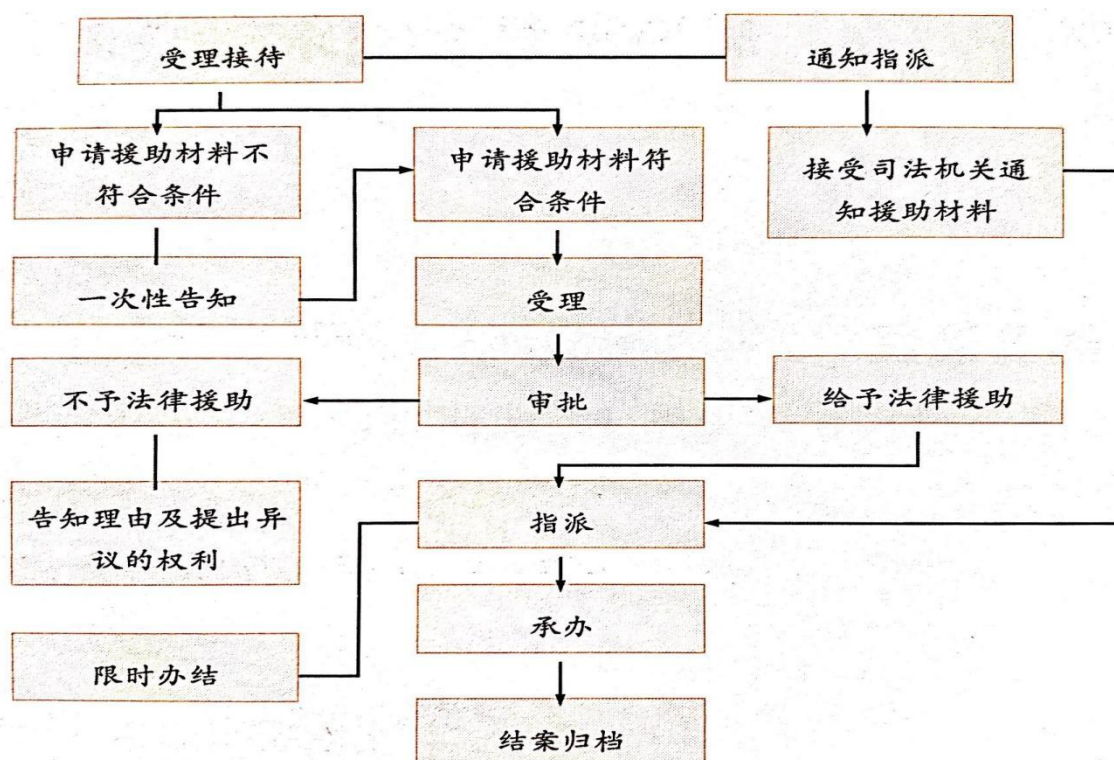 受理接待
通知指派
申请援助材料不
符合条件
申请援助材料符
合条件
接受司法机关通
知援助材料
一次性告知
受理
不予法律援助
审批
给予法律援助
告知理由及提出异
议的权利
指派
承办
限时办结
结案归档